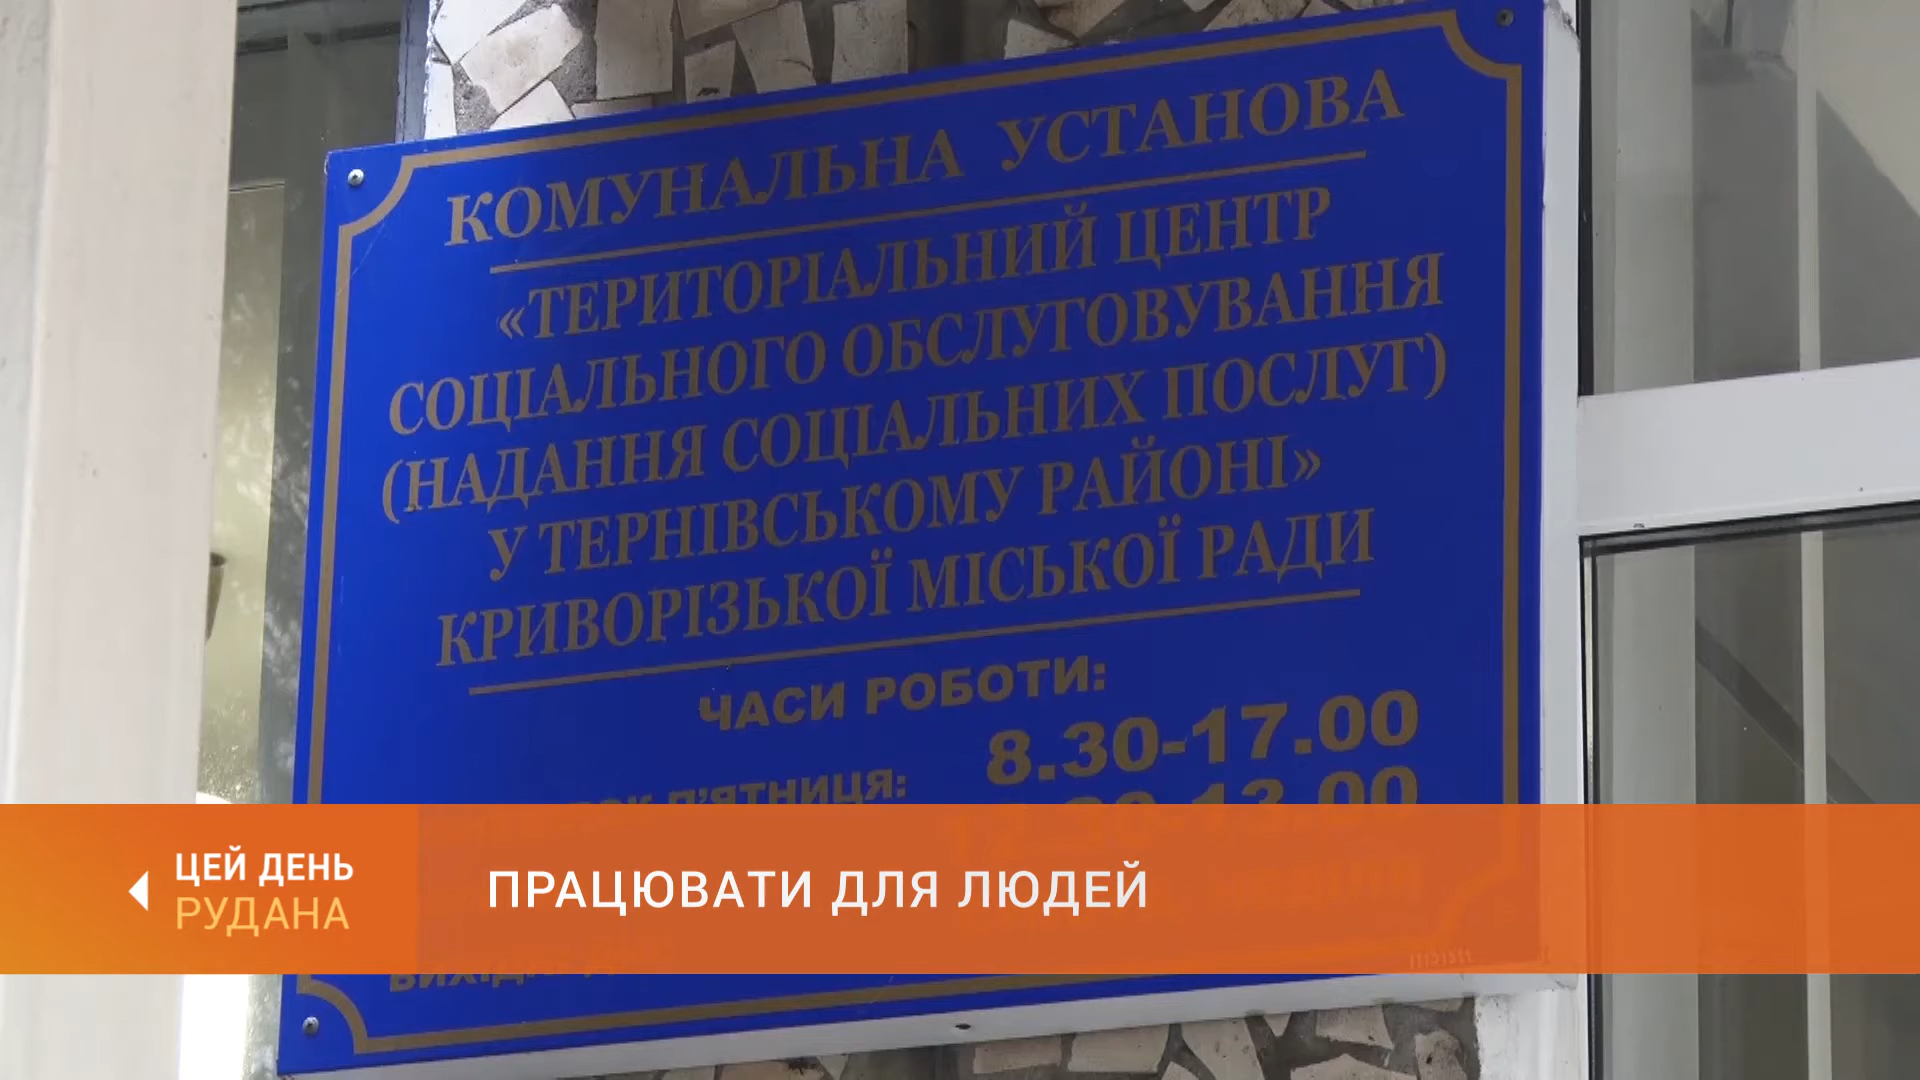 КОМУНАЛЬНА УСТАНОВА
«ТЕРИТОРІАЛЬНИЙ ЦЕНТР
СОЦІАЛЬНОГО ОБСЛУГОВУВАННЯ
(НАДАННЯ СОЦІАЛЬНИХ ПОСЛУГ)
У ТЕРНІВСЬКОМУ РАЙОНІ»
КРИВОРІЗЬКОЇ МІСЬКОЇ РАДИ
ЧАСИ РОБОТИ:
П'ЯТНИЦЯ: 8.30-17.00
ЦЕЙ ДЕНЬ
РУДАНА
ПРАЦЮВАТИ ДЛЯ ЛЮДЕЙ